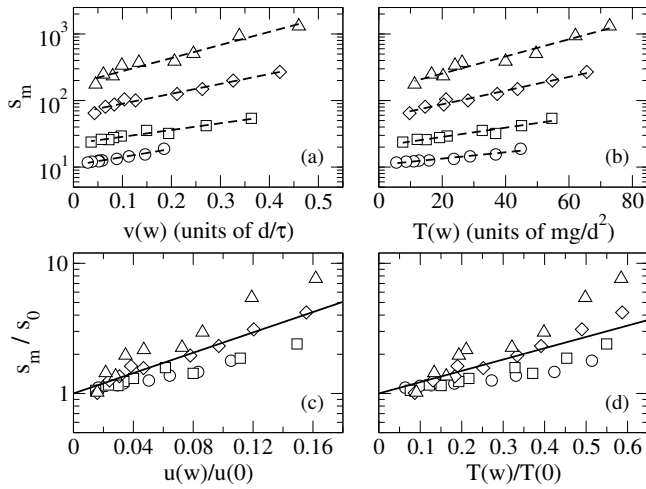 10³
10²
10¹
s_m
(a)
(b)
0 0.1 0.2 0.3 0.4 0.5
0 20 40 60 80
v(w) (units of d/τ)
T(w) (units of mg/d²)
10
1
s_m / s_0
(c)
(d)
0 0.04 0.08 0.12 0.16
0 0.1 0.2 0.3 0.4 0.5 0.6
u(w)/u(0)
T(w)/T(0)